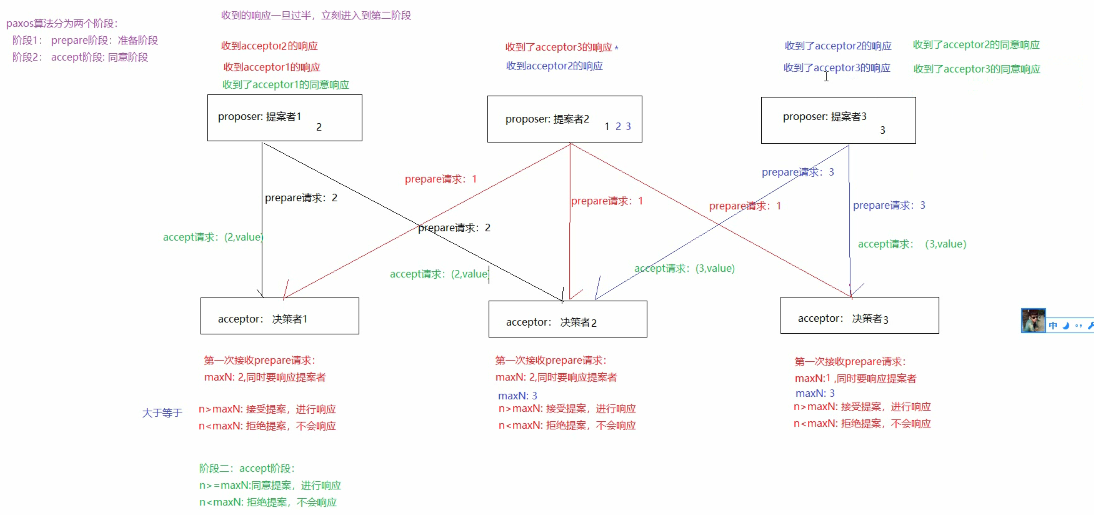 paxos算法分为两个阶段:
阶段1： prepare阶段：准备阶段
阶段2： accept阶段: 同意阶段
收到的响应一旦过半，立刻进入到第二阶段
收到acceptor2的响应
收到acceptor1的响应
收到了acceptor1的同意响应
收到了acceptor3的响应
收到acceptor2的响应
收到了acceptor2的响应
收到了acceptor3的响应
收到了acceptor2的同意响应
收到了acceptor3的同意响应
proposer: 提案者1
2
proposer: 提案者2
1 2 3
proposer: 提案者3
3
prepare请求：1
prepare请求：3
prepare请求：2
prepare请求：1
prepare请求：1
prepare请求：3
prepare请求：2
accept请求：(2,value)
accept请求：(3,value)
accept请求：(2,value
accept请求：(3,value)
acceptor： 决策者1
acceptor： 决策者2
acceptor： 决策者3
第一次接收prepare请求：
maxN: 2,同时要响应提案者
大于等于
n>maxN: 接受提案，进行响应
n<maxN: 拒绝提案，不会响应
第一次接收prepare请求：
maxN: 2,同时要响应提案者
maxN: 3
n>maxN: 接受提案，进行响应
n<maxN: 拒绝提案，不会响应
第一次接收prepare请求：
maxN:1 ,同时要响应提案者
maxN: 3
n>maxN: 接受提案，进行响应
n<maxN: 拒绝提案，不会响应
阶段二：accept阶段：
n>=maxN:同意提案，进行响应
n<maxN: 拒绝提案，不会响应
中